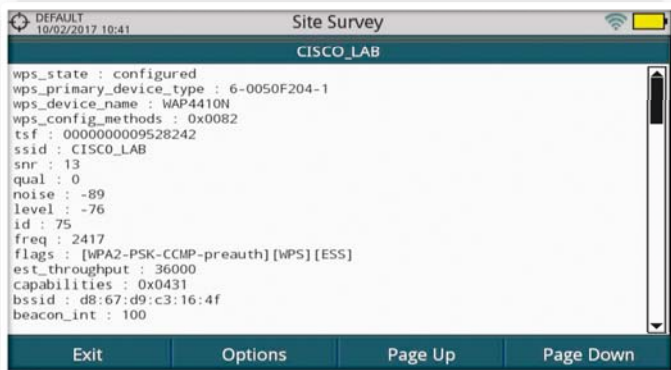 DEFAULT
10/02/2017 10:41
Site Survey
CISCO_LAB
wps_state : configured
wps_primary_device_type : 6-0050F204-1
wps_device_name : WAP4410N
wps_config_methods : 0x0082
tsf : 0000000009528242
ssid : CISCO_LAB
snr : 13
qual : 0
noise : -89
level : -76
id : 75
freq : 2417
flags : [WPA2-PSK-CCMP-preauth][WPS][ESS]
est_throughput : 36000
capabilities : 0x0431
bssid : d8:67:d9:c3:16:4f
beacon_int : 100
Exit
Options
Page Up
Page Down